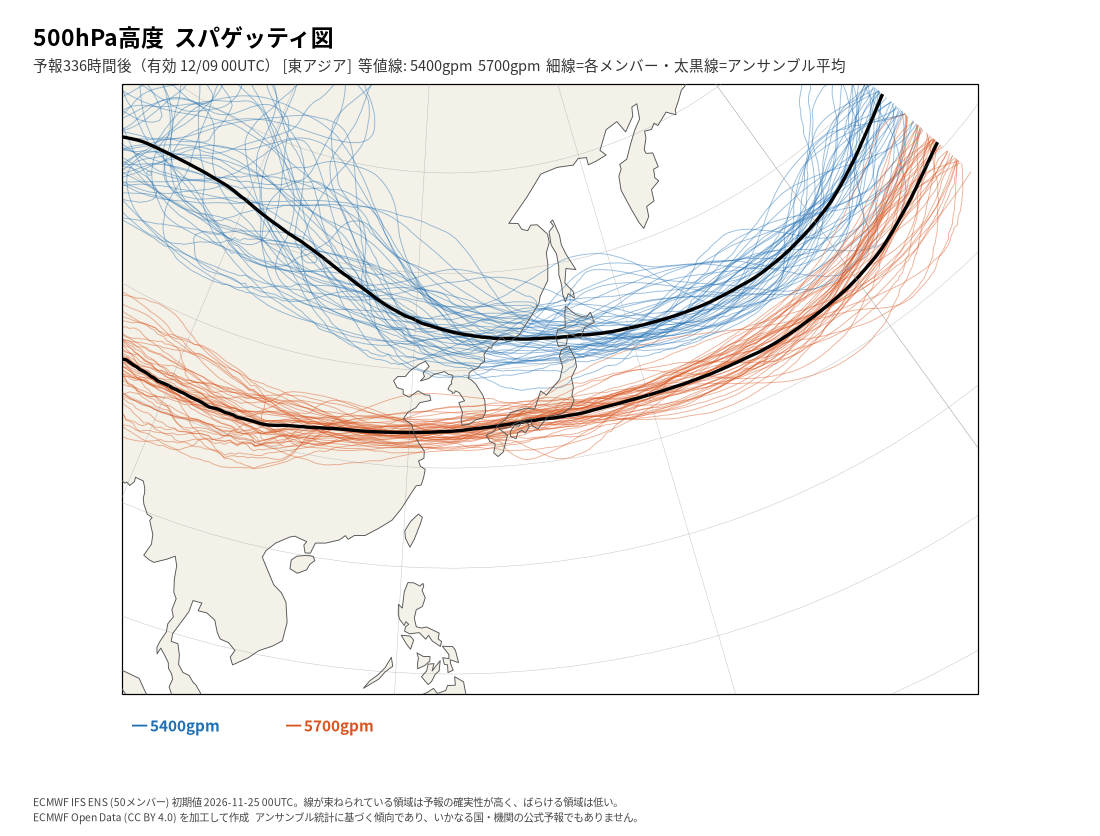 500hPa高度 スパゲッティ図
予報336時間後（有効 12/09 00UTC） [東アジア] 等値線: 5400gpm 5700gpm 細線=各メンバー・太黒線=アンサンブル平均
5400gpm
5700gpm
ECMWF IFS ENS (50メンバー) 初期値 2026-11-25 00UTC。線が束ねられている領域は予報の確実性が高く、ばらける領域は低い。
ECMWF Open Data (CC BY 4.0) を加工して作成 アンサンブル統計に基づく傾向であり、いかなる国・機関の公式予報でもありません。